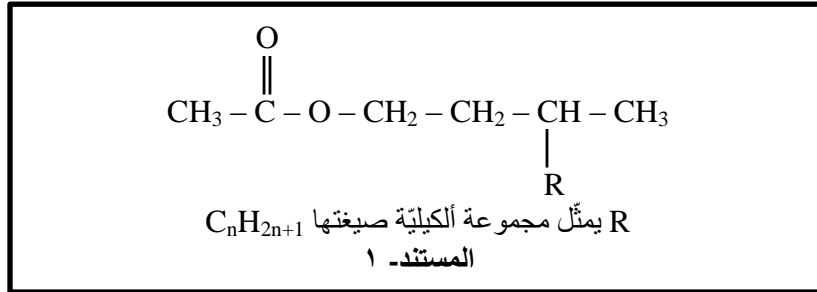 O
||
CH₃ – C – O – CH₂ – CH₂ – CH – CH₃
|
R
R يمثّل مجموعة ألكيليّة صيغتها CₙH₂ₙ₊₁
المستند- ١